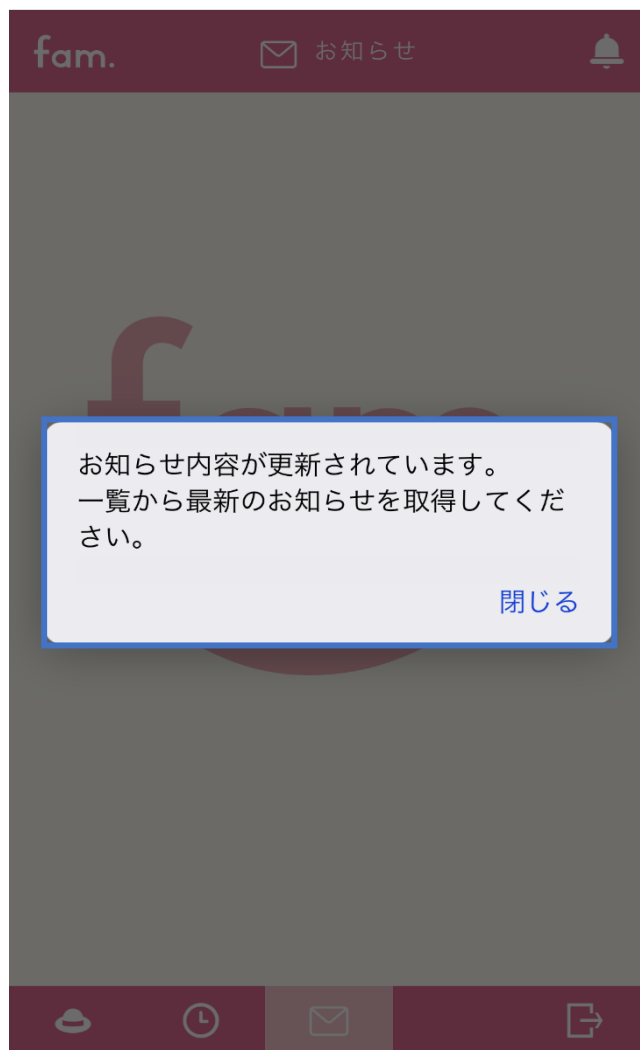 fam.
お知らせ
fam
お知らせ内容が更新されています。
一覧から最新のお知らせを取得してくだ
さい。
閉じる